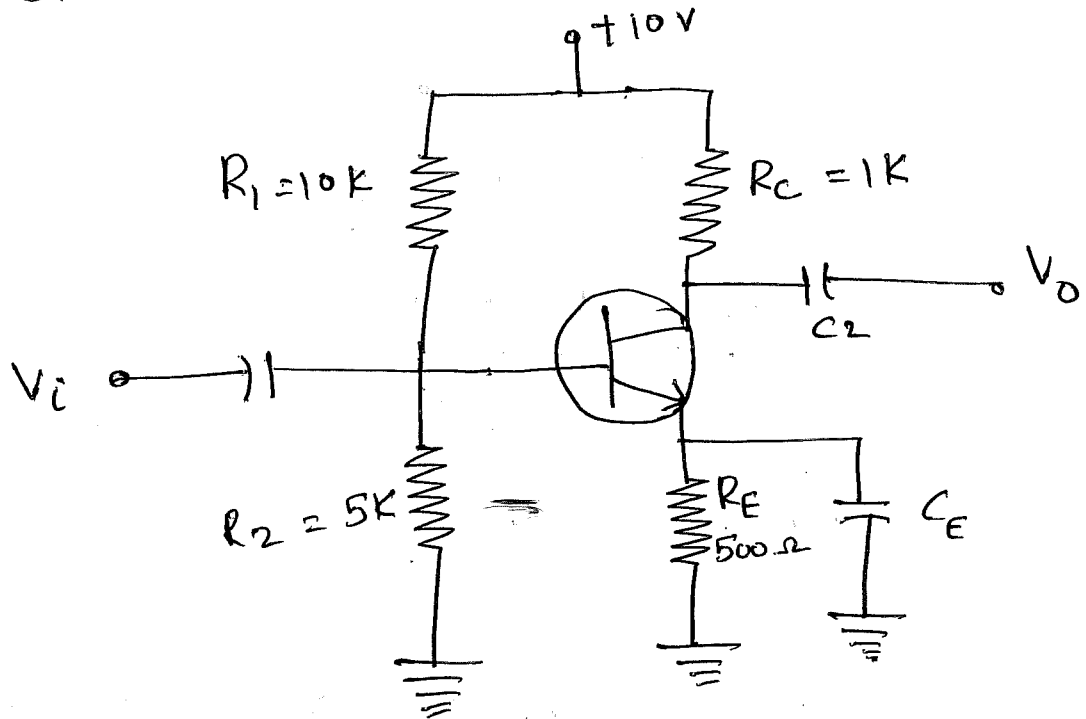 +10V
R1=10K
RC=1K
Vo
C2
Vi
R2=5K
RE
500Ω
CE